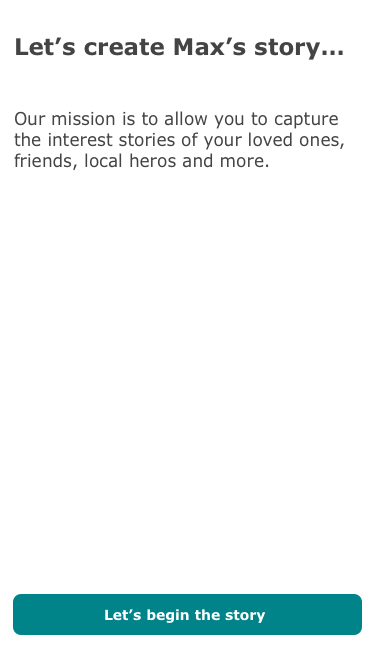 Let’s create Max’s story...
Our mission is to allow you to capture
the interest stories of your loved ones,
friends, local heros and more.
Let’s begin the story